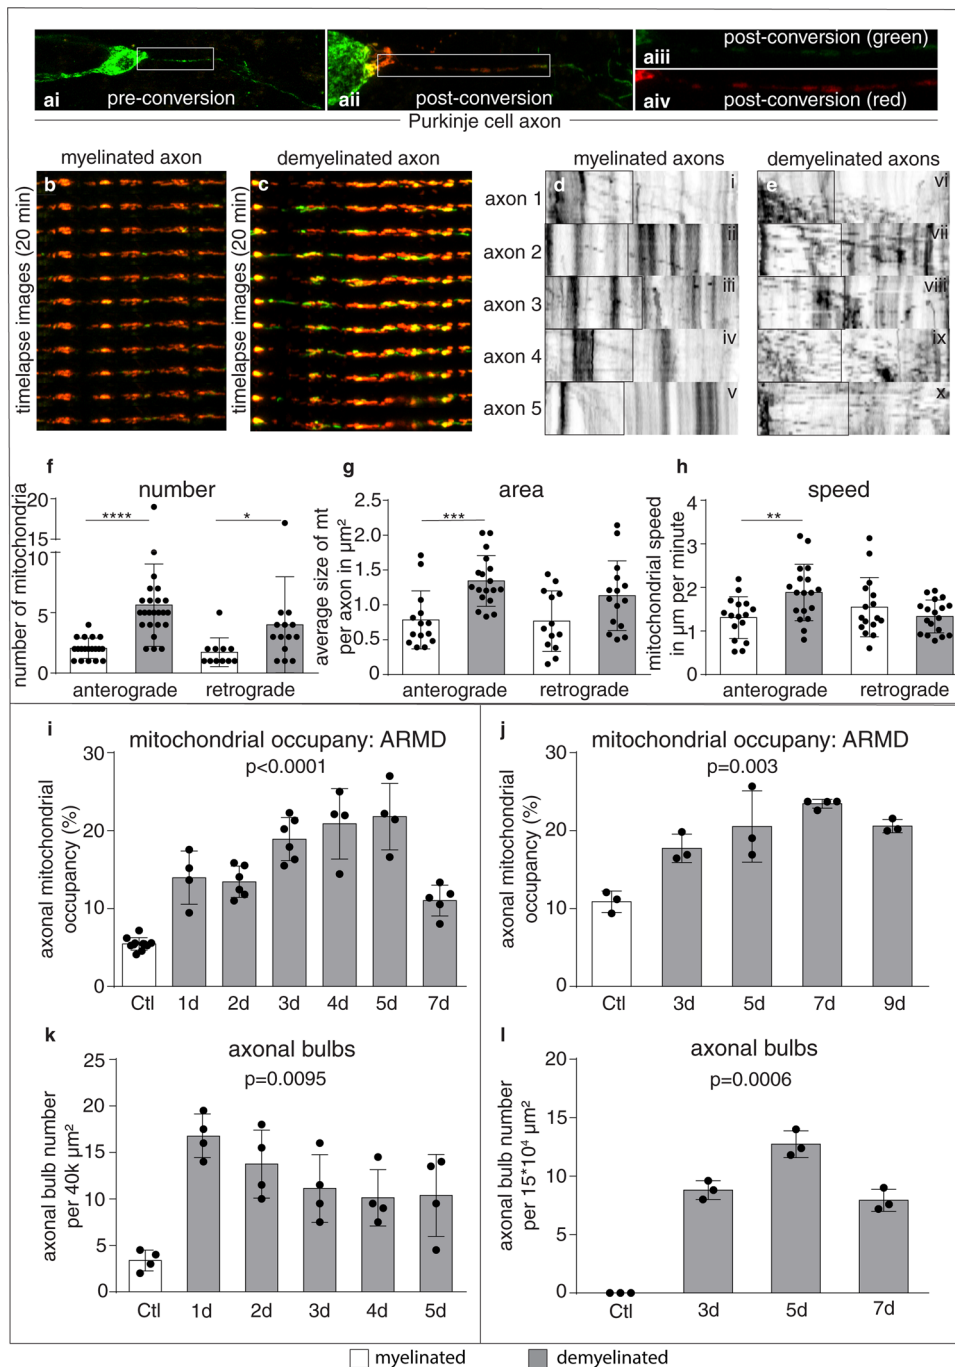 ai
pre-conversion
aii
post-conversion
post-conversion (green)
aiii
aiv
post-conversion (red)
Purkinje cell axon
myelinated axon
demyelinated axon
myelinated axons
demyelinated axons
timelapse images (20 min)
b
timelapse images (20 min)
c
axon 1
axon 2
axon 3
axon 4
axon 5
d
i
ii
iii
iv
v
e
vi
vii
viii
ix
x
f
number
number of mitochondria
20
15
10
5
0
****
*
anterograde
retrograde
g
area
average size of mt
per axon in µm²
2.5
2.0
1.5
1.0
0.5
0
***
anterograde
retrograde
h
speed
mitochondrial speed
in µm per minute
4
3
2
1
0
**
anterograde
retrograde
i
mitochondrial occupany: ARMD
p<0.0001
axonal mitochondrial
occupancy (%)
30
20
10
0
Ctl 1d 2d 3d 4d 5d 7d
j
mitochondrial occupany: ARMD
p=0.003
axonal mitochondrial
occupancy (%)
30
20
10
0
Ctl 3d 5d 7d 9d
k
axonal bulbs
p=0.0095
axonal bulb number
per 40k µm²
25
20
15
10
5
0
Ctl 1d 2d 3d 4d 5d
l
axonal bulbs
p=0.0006
axonal bulb number
per 15*10⁴ µm²
20
15
10
5
0
Ctl 3d 5d 7d
myelinated
demyelinated